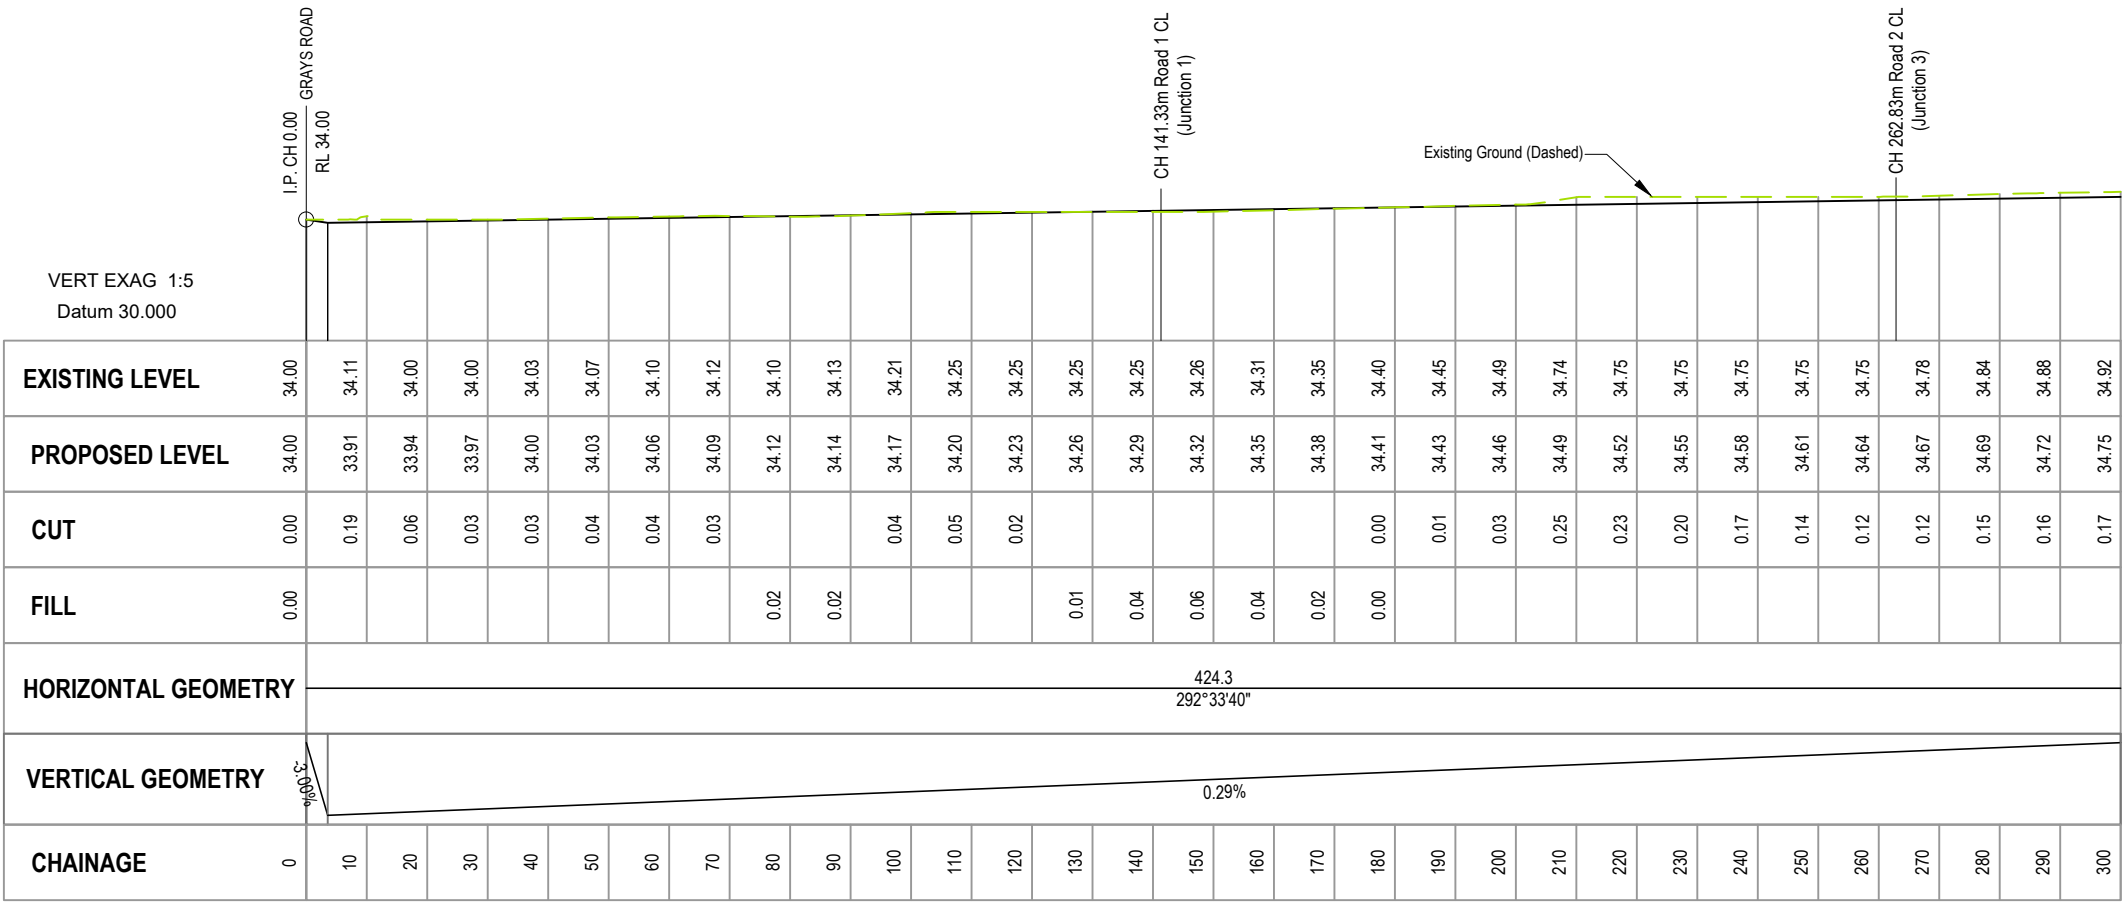 I.P. CH 0.00
GRAYS ROAD
RL 34.00
CH 141.33m Road 1 CL
(Junction 1)
Existing Ground (Dashed)
CH 262.83m Road 2 CL
(Junction 3)
VERT EXAG 1:5
Datum 30.000
EXISTING LEVEL 34.00 34.11 34.00 34.00 34.03 34.07 34.10 34.12 34.10 34.13 34.21 34.25 34.25 34.25 34.25 34.26 34.31 34.35 34.40 34.45 34.49 34.74 34.75 34.75 34.75 34.75 34.75 34.78 34.84 34.88 34.92
PROPOSED LEVEL 34.00 33.91 33.94 33.97 34.00 34.03 34.06 34.09 34.12 34.14 34.17 34.20 34.23 34.26 34.29 34.32 34.35 34.38 34.41 34.43 34.46 34.49 34.52 34.55 34.58 34.61 34.64 34.67 34.69 34.72 34.75
CUT 0.00 0.19 0.06 0.03 0.03 0.04 0.04 0.03 0.04 0.05 0.02 0.00 0.01 0.03 0.25 0.23 0.20 0.17 0.14 0.12 0.12 0.15 0.16 0.17
FILL 0.00 0.02 0.02 0.01 0.04 0.06 0.04 0.02 0.00
HORIZONTAL GEOMETRY
424.3
292°33'40"
VERTICAL GEOMETRY
-3.00%
0.29%
CHAINAGE 0 10 20 30 40 50 60 70 80 90 100 110 120 130 140 150 160 170 180 190 200 210 220 230 240 250 260 270 280 290 300